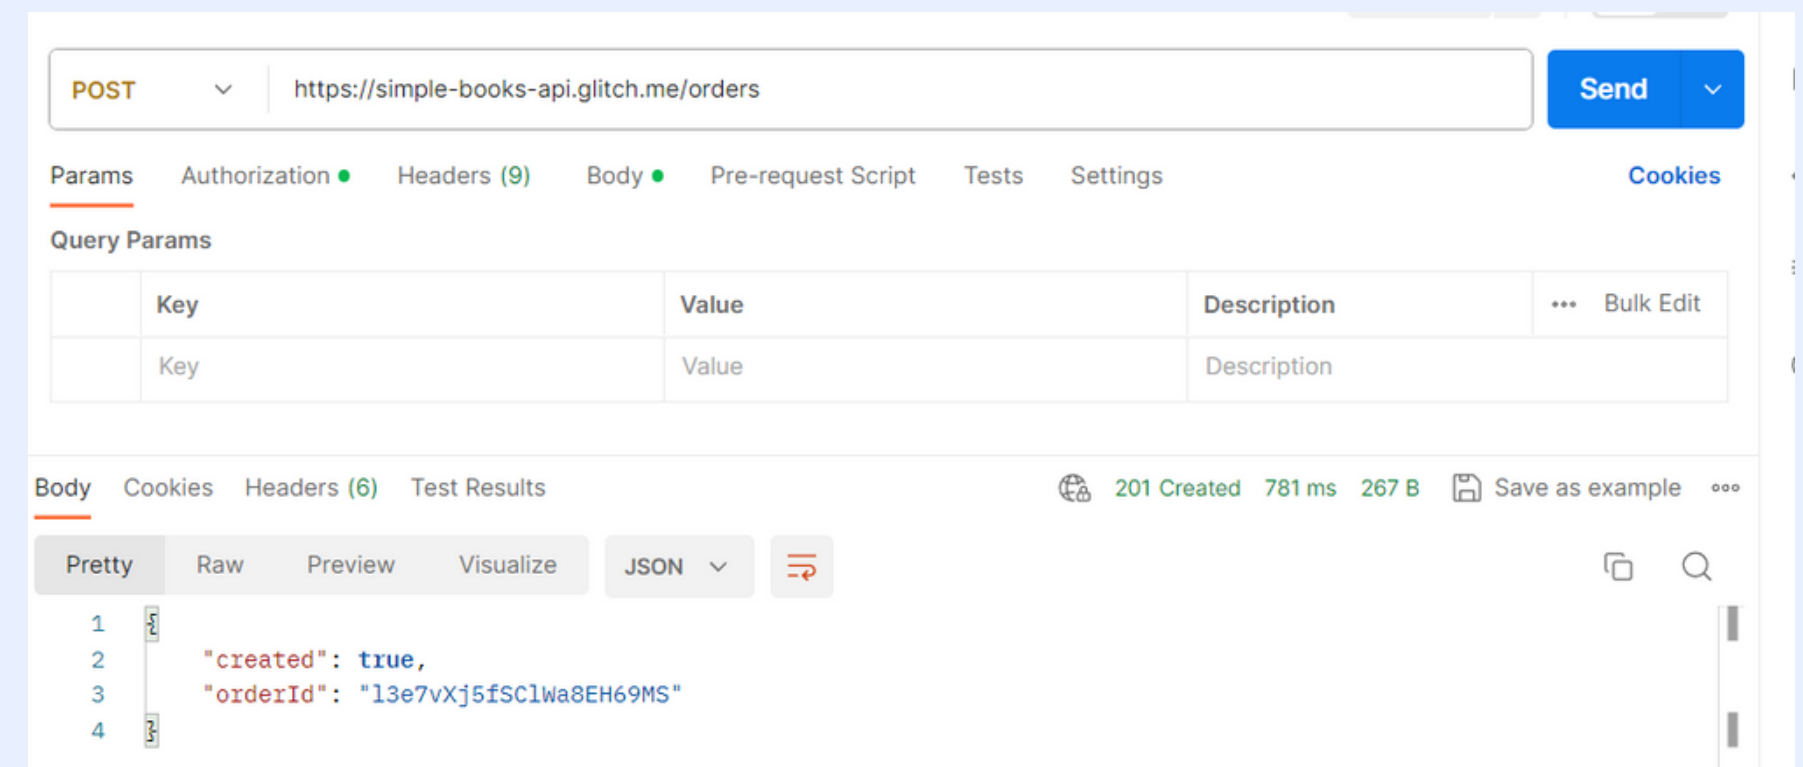 POST https://simple-books-api.glitch.me/orders Send
Params Authorization Headers (9) Body Pre-request Script Tests Settings Cookies
Query Params
Key Value Description ••• Bulk Edit
Key Value Description
Body Cookies Headers (6) Test Results 201 Created 781 ms 267 B Save as example
Pretty Raw Preview Visualize JSON
1 {
2 "created": true,
3 "orderId": "l3e7vXj5fSClWa8EH69MS"
4 }